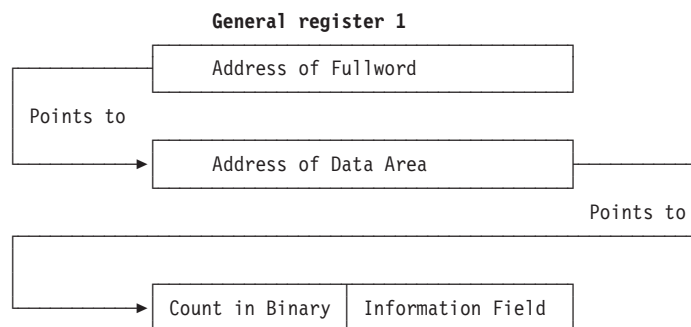 General register 1
Address of Fullword
Points to
Address of Data Area
Points to
Count in Binary Information Field